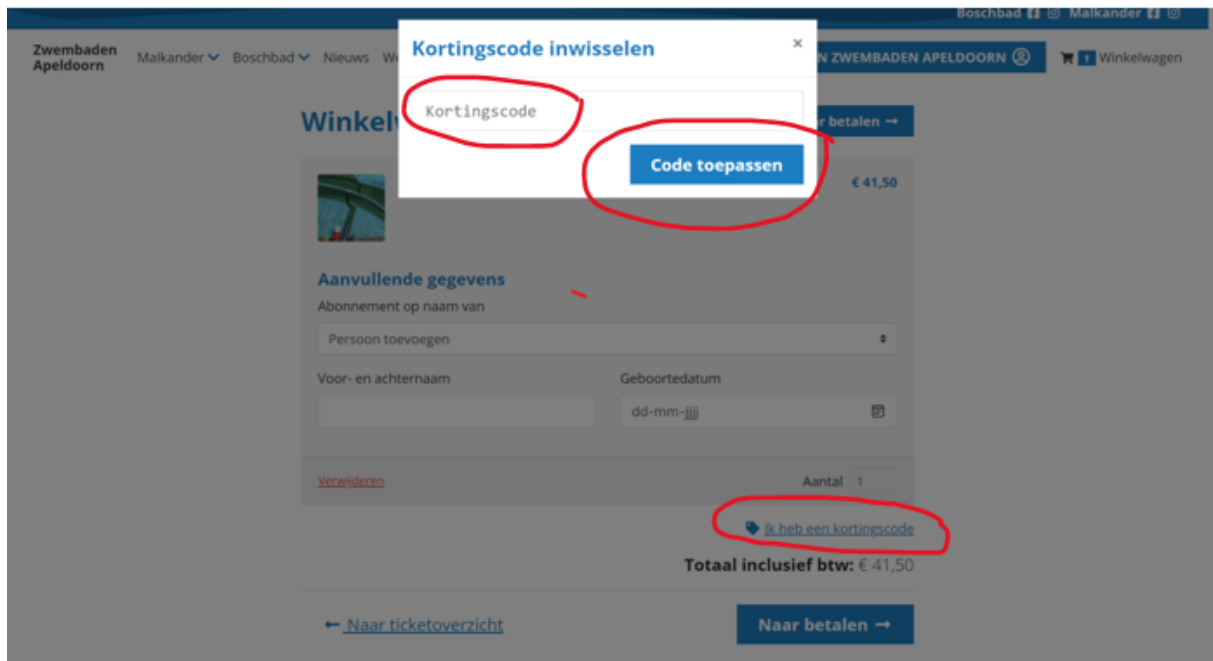 Boschbad Malkander
Zwembaden Apeldoorn
Malkander Boschbad Nieuws
N ZWEMBADEN APELDOORN
1 Winkelwagen
Kortingscode inwisselen ×
Kortingscode
Code toepassen
Winkel
betalen →
€ 41,50
Aanvullende gegevens
Abonnement op naam van
Persoon toevoegen
Voor- en achternaam Geboortedatum
dd-mm-jjjj
Verwijderen Aantal 1
Ik heb een kortingscode
Totaal inclusief btw: € 41,50
← Naar ticketoverzicht Naar betalen →